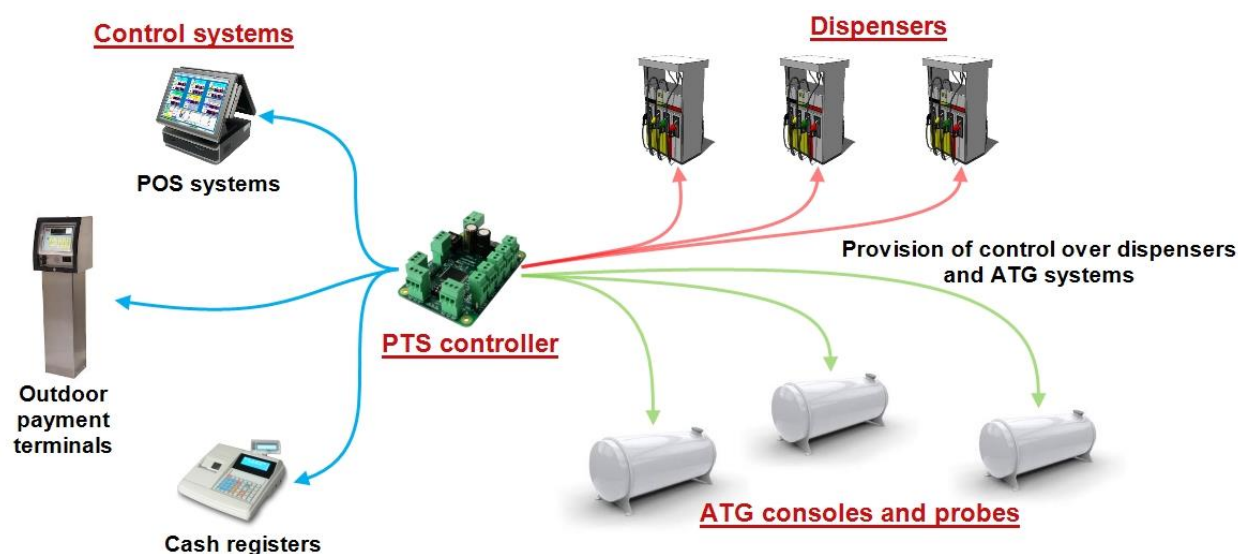 Control systems
Dispensers
POS systems
Provision of control over dispensers
and ATG systems
PTS controller
Outdoor
payment
terminals
ATG consoles and probes
Cash registers